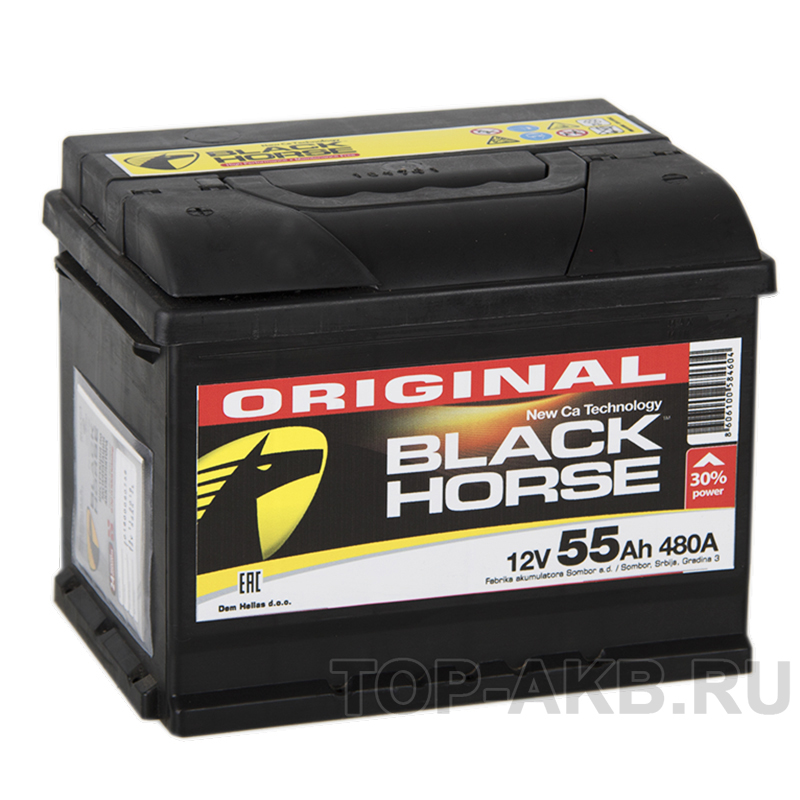 BLACK
HORSE
ORIGINAL
New Ca Technology
BLACK
HORSE
™
8606100584604
30%
power
12V 55Ah 480A
Fabrika akumulatora Sombor a.d. / Sombor, Srbija, Gradina 3
EAC
Dem Hellas d.o.o.
TOP-AKB.RU